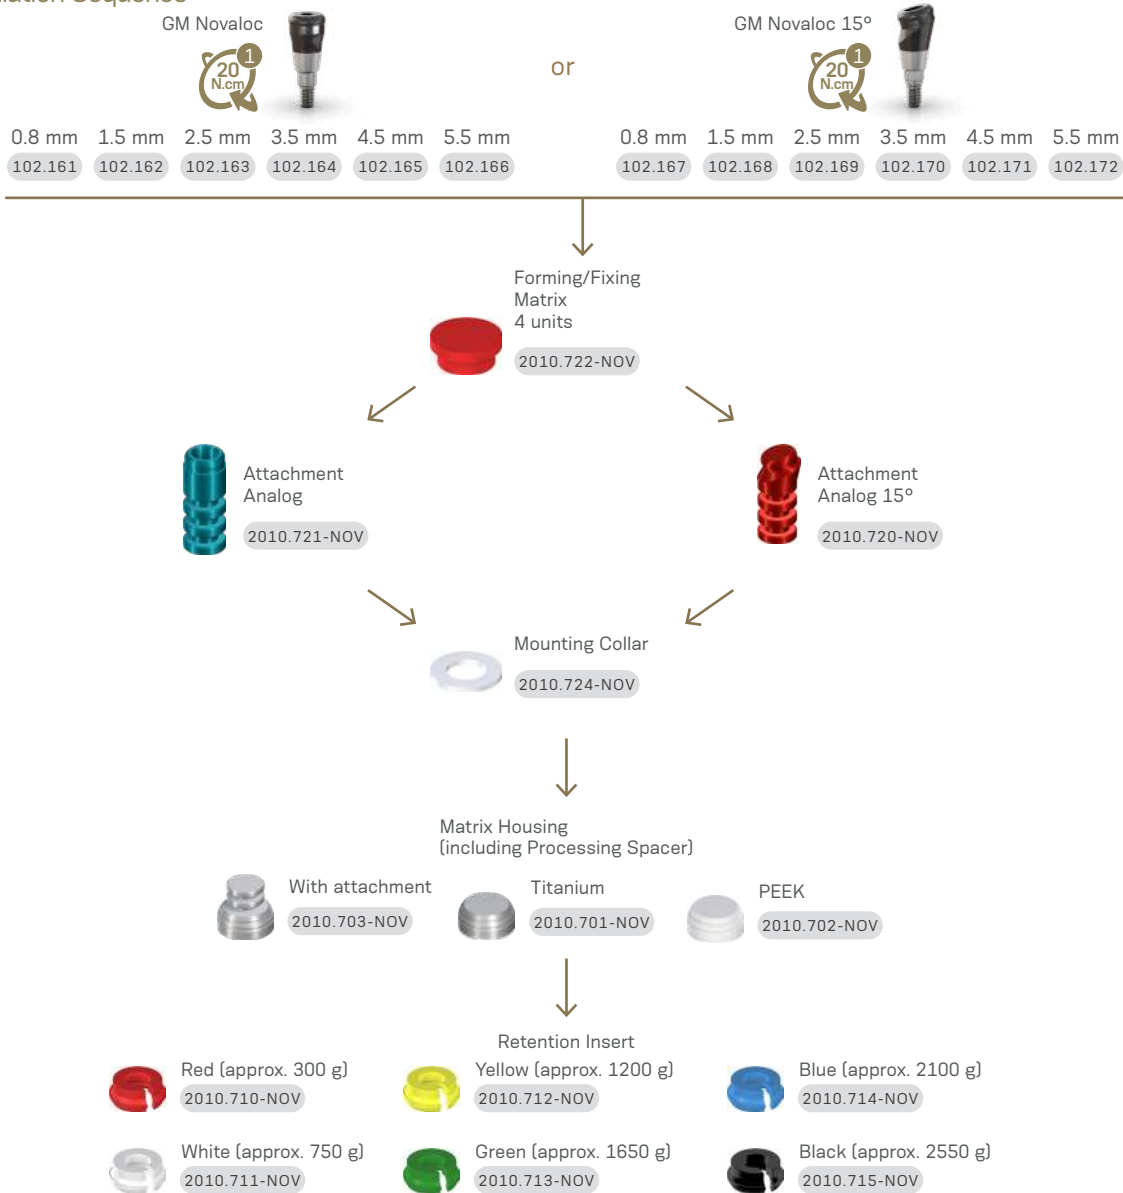 llation Sequence
GM Novaloc
1
20
N.cm
or
GM Novaloc 15°
1
20
N.cm
0.8 mm 1.5 mm 2.5 mm 3.5 mm 4.5 mm 5.5 mm
102.161 102.162 102.163 102.164 102.165 102.166
0.8 mm 1.5 mm 2.5 mm 3.5 mm 4.5 mm 5.5 mm
102.167 102.168 102.169 102.170 102.171 102.172
Forming/Fixing
Matrix
4 units
2010.722-NOV
Attachment
Analog
2010.721-NOV
Attachment
Analog 15°
2010.720-NOV
Mounting Collar
2010.724-NOV
Matrix Housing
(including Processing Spacer)
With attachment
2010.703-NOV
Titanium
2010.701-NOV
PEEK
2010.702-NOV
Retention Insert
Red (approx. 300 g)
2010.710-NOV
Yellow (approx. 1200 g)
2010.712-NOV
Blue (approx. 2100 g)
2010.714-NOV
White (approx. 750 g)
2010.711-NOV
Green (approx. 1650 g)
2010.713-NOV
Black (approx. 2550 g)
2010.715-NOV